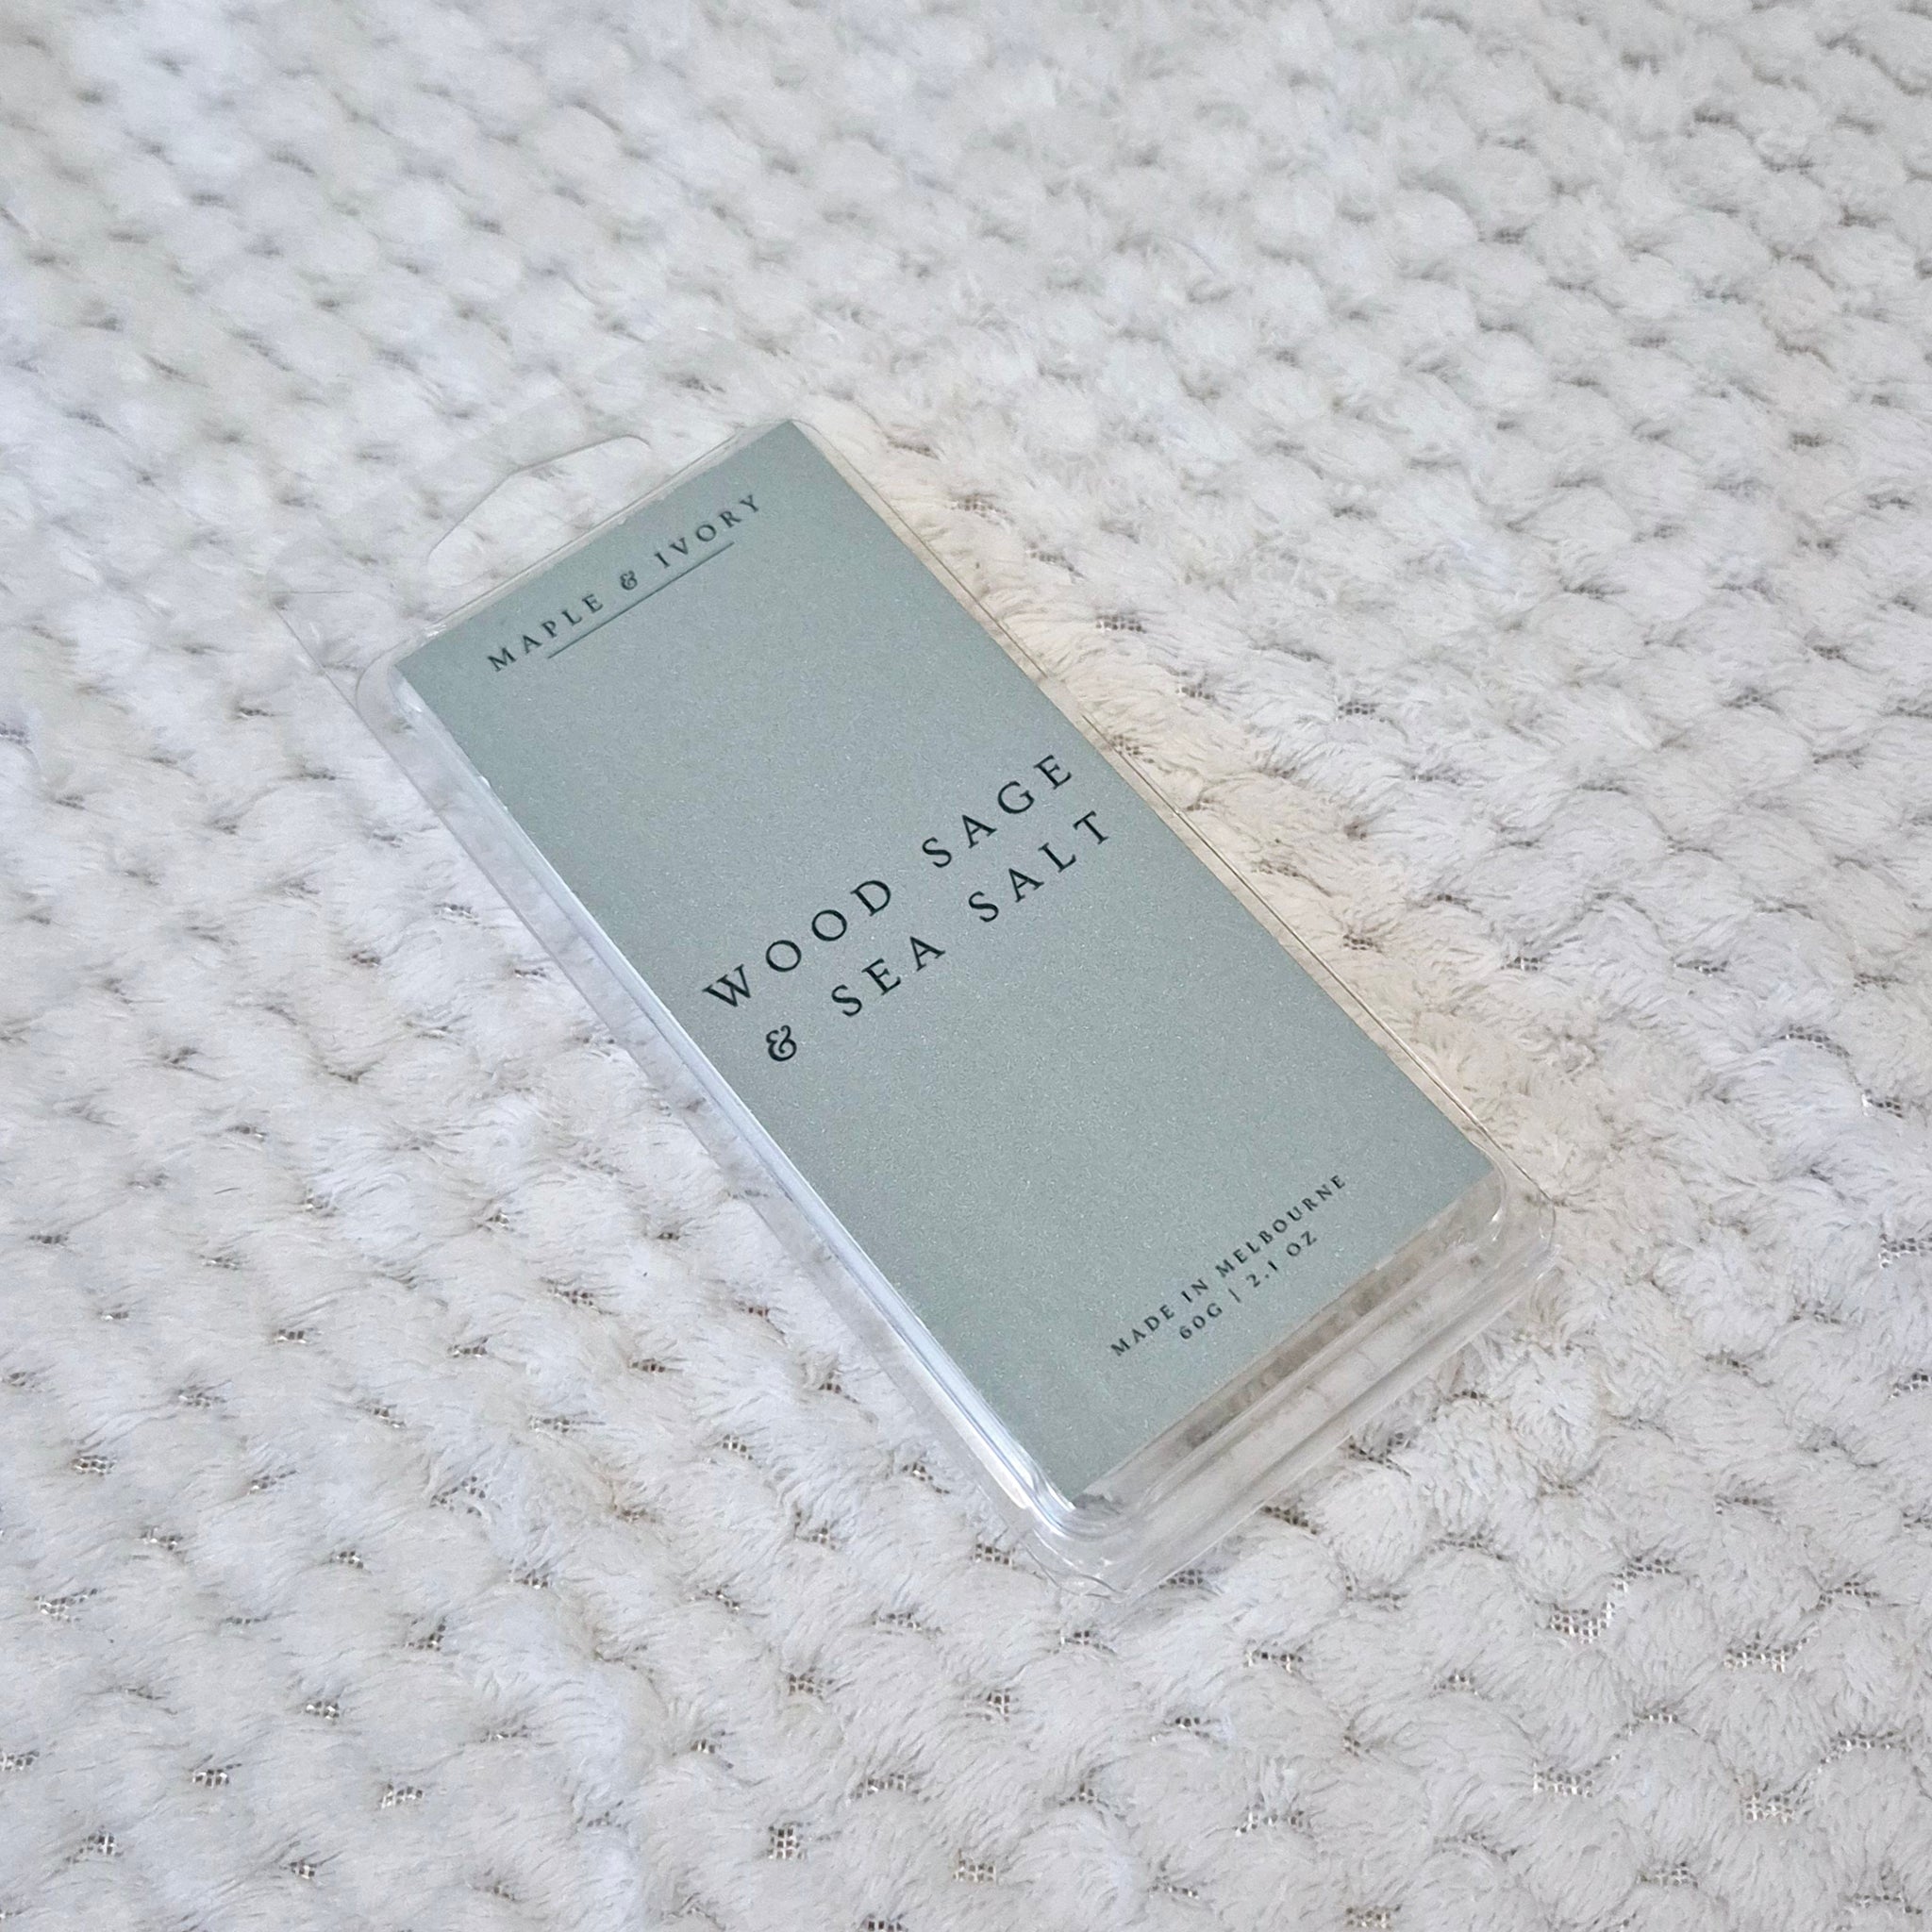 MAPLE & IVORY
WOOD SAGE
& SEA SALT
MADE IN MELBOURNE
60G | 2.1 OZ